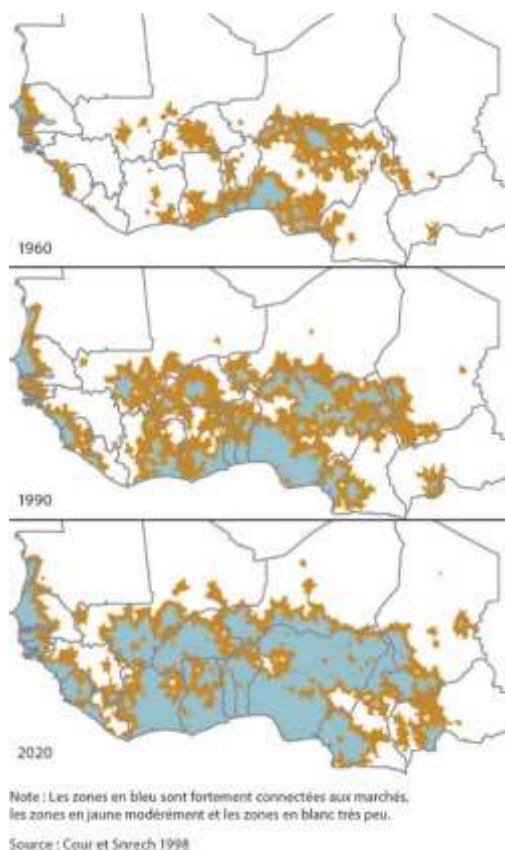 1960
1990
2020
Note : Les zones en bleu sont fortement connectées aux marchés,
les zones en jaune modérément et les zones en blanc très peu.
Source : Cour et Snrech 1998